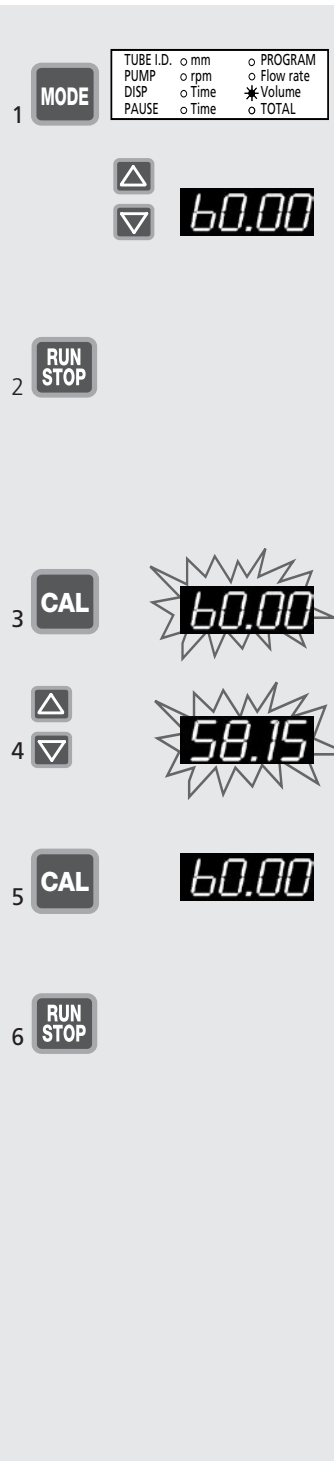 1 MODE
TUBE I.D. o mm o PROGRAM
PUMP o rpm o Flow rate
DISP o Time Volume
PAUSE o Time o TOTAL
60.00
2 RUN
STOP
3 CAL 60.00
4 58.15
5 CAL 60.00
6 RUN
STOP